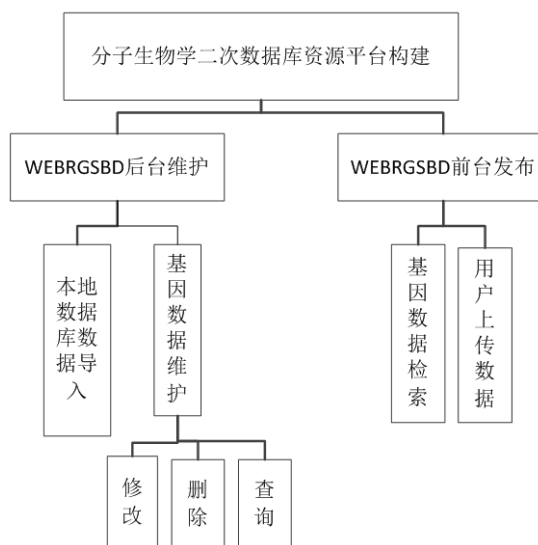 分子生物学二次数据库资源平台构建
WEBRGSBD后台维护
WEBRGSBD前台发布
本地
数据
库数
据导
入
基因数据维护
基因数据检索
用户上传数据
修改
删除
查询